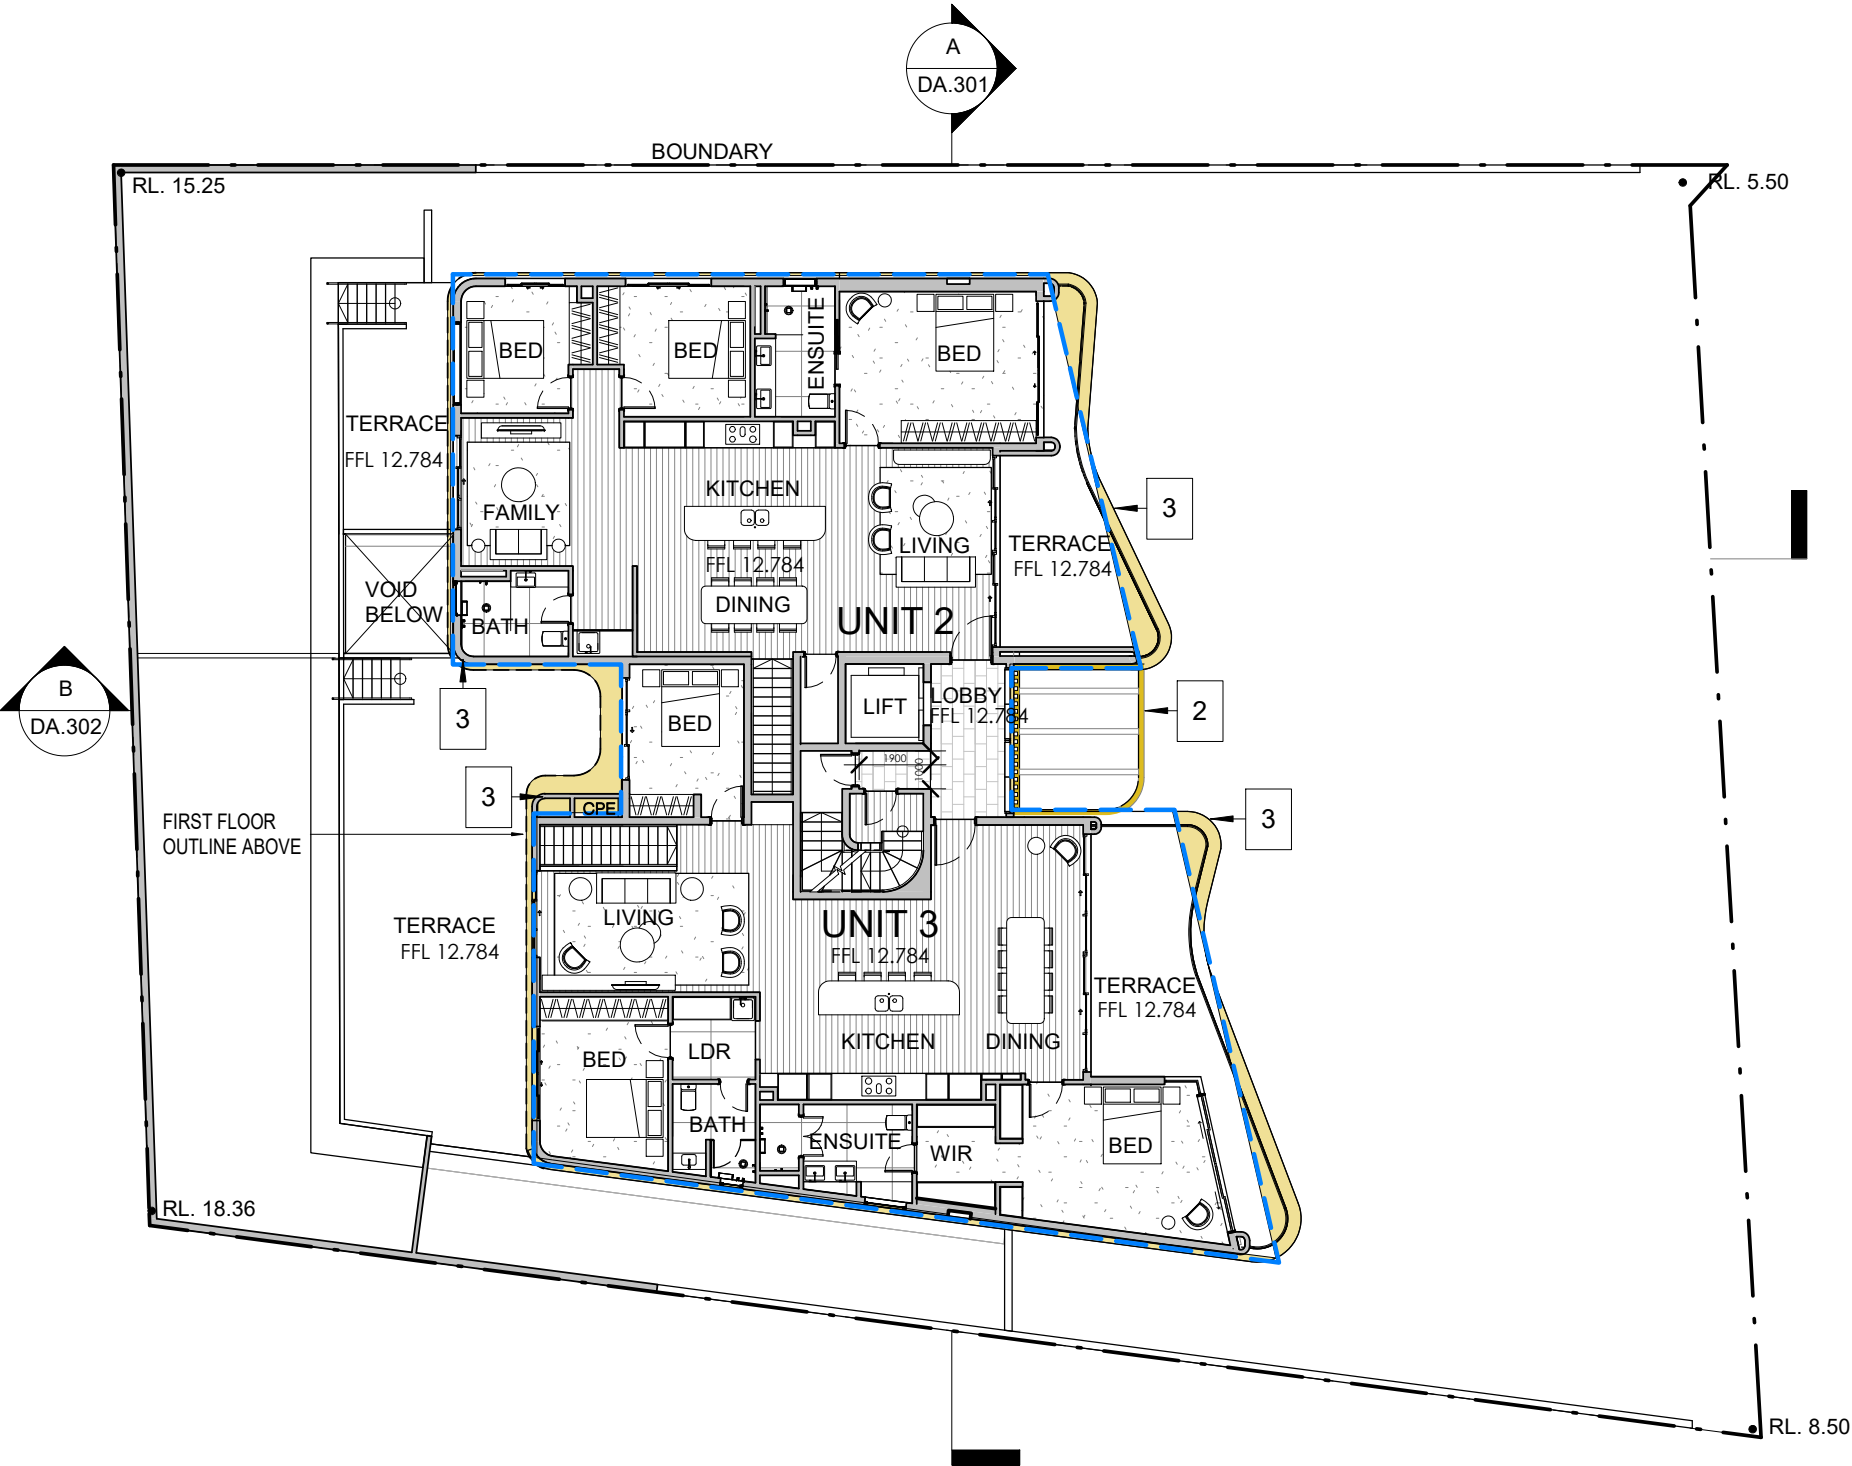 A
DA.301
BOUNDARY
RL. 15.25
RL. 5.50
BED
BED
ENSUITE
BED
TERRACE
FFL 12.784
KITCHEN
FAMILY
3
LIVING
TERRACE
FFL 12.784
FFL 12.784
VOID
BELOW
DINING
UNIT 2
BATH
B
DA.302
3
BED
LIFT
LOBBY
FFL 12.784
2
1900
1000
3
CPE
3
FIRST FLOOR
OUTLINE ABOVE
LIVING
UNIT 3
FFL 12.784
TERRACE
FFL 12.784
TERRACE
FFL 12.784
KITCHEN
DINING
BED
LDR
BATH
ENSUITE
WIR
BED
RL. 18.36
RL. 8.50